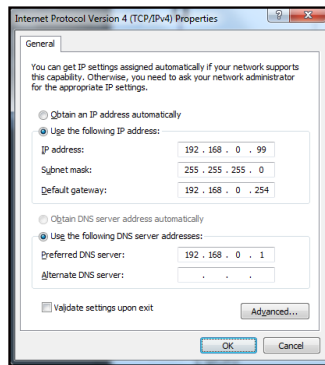 Internet Protocol Version 4 (TCP/IPv4) Properties
General
You can get IP settings assigned automatically if your network supports
this capability. Otherwise, you need to ask your network administrator
for the appropriate IP settings.
Obtain an IP address automatically
Use the following IP address:
IP address: 192 . 168 . 0 . 99
Subnet mask: 255 . 255 . 255 . 0
Default gateway: 192 . 168 . 0 . 254
Obtain DNS server address automatically
Use the following DNS server addresses:
Preferred DNS server: 192 . 168 . 0 . 1
Alternate DNS server: . . .
Validate settings upon exit
Advanced...
OK Cancel